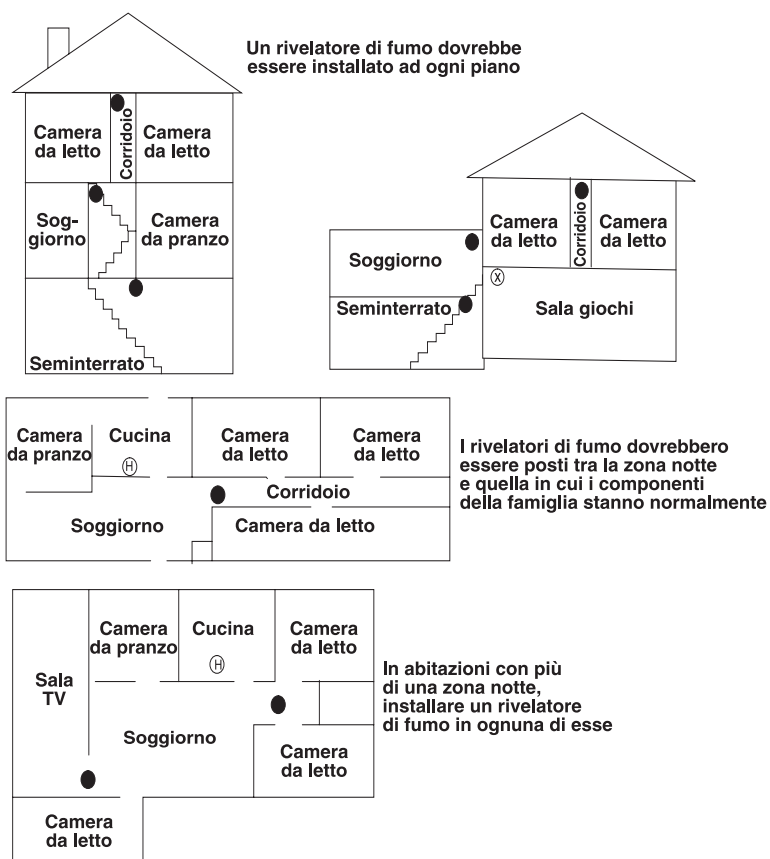 Un rivelatore di fumo dovrebbe
essere installato ad ogni piano
Camera
da letto
Corridoio
Camera
da letto
Sog-
giorno
Camera
da pranzo
Seminterrato
Camera
da letto
Corridoio
Camera
da letto
Soggiorno
X
Seminterrato
Sala giochi
Camera
da pranzo
Cucina
H
Camera
da letto
Camera
da letto
Corridoio
Soggiorno
Camera da letto
I rivelatori di fumo dovrebbero
essere posti tra la zona notte
e quella in cui i componenti
della famiglia stanno normalmente
Sala
TV
Camera
da pranzo
Cucina
H
Camera
da letto
Soggiorno
Camera
da letto
Camera
da letto
In abitazioni con più
di una zona notte,
installare un rivelatore
di fumo in ognuna di esse